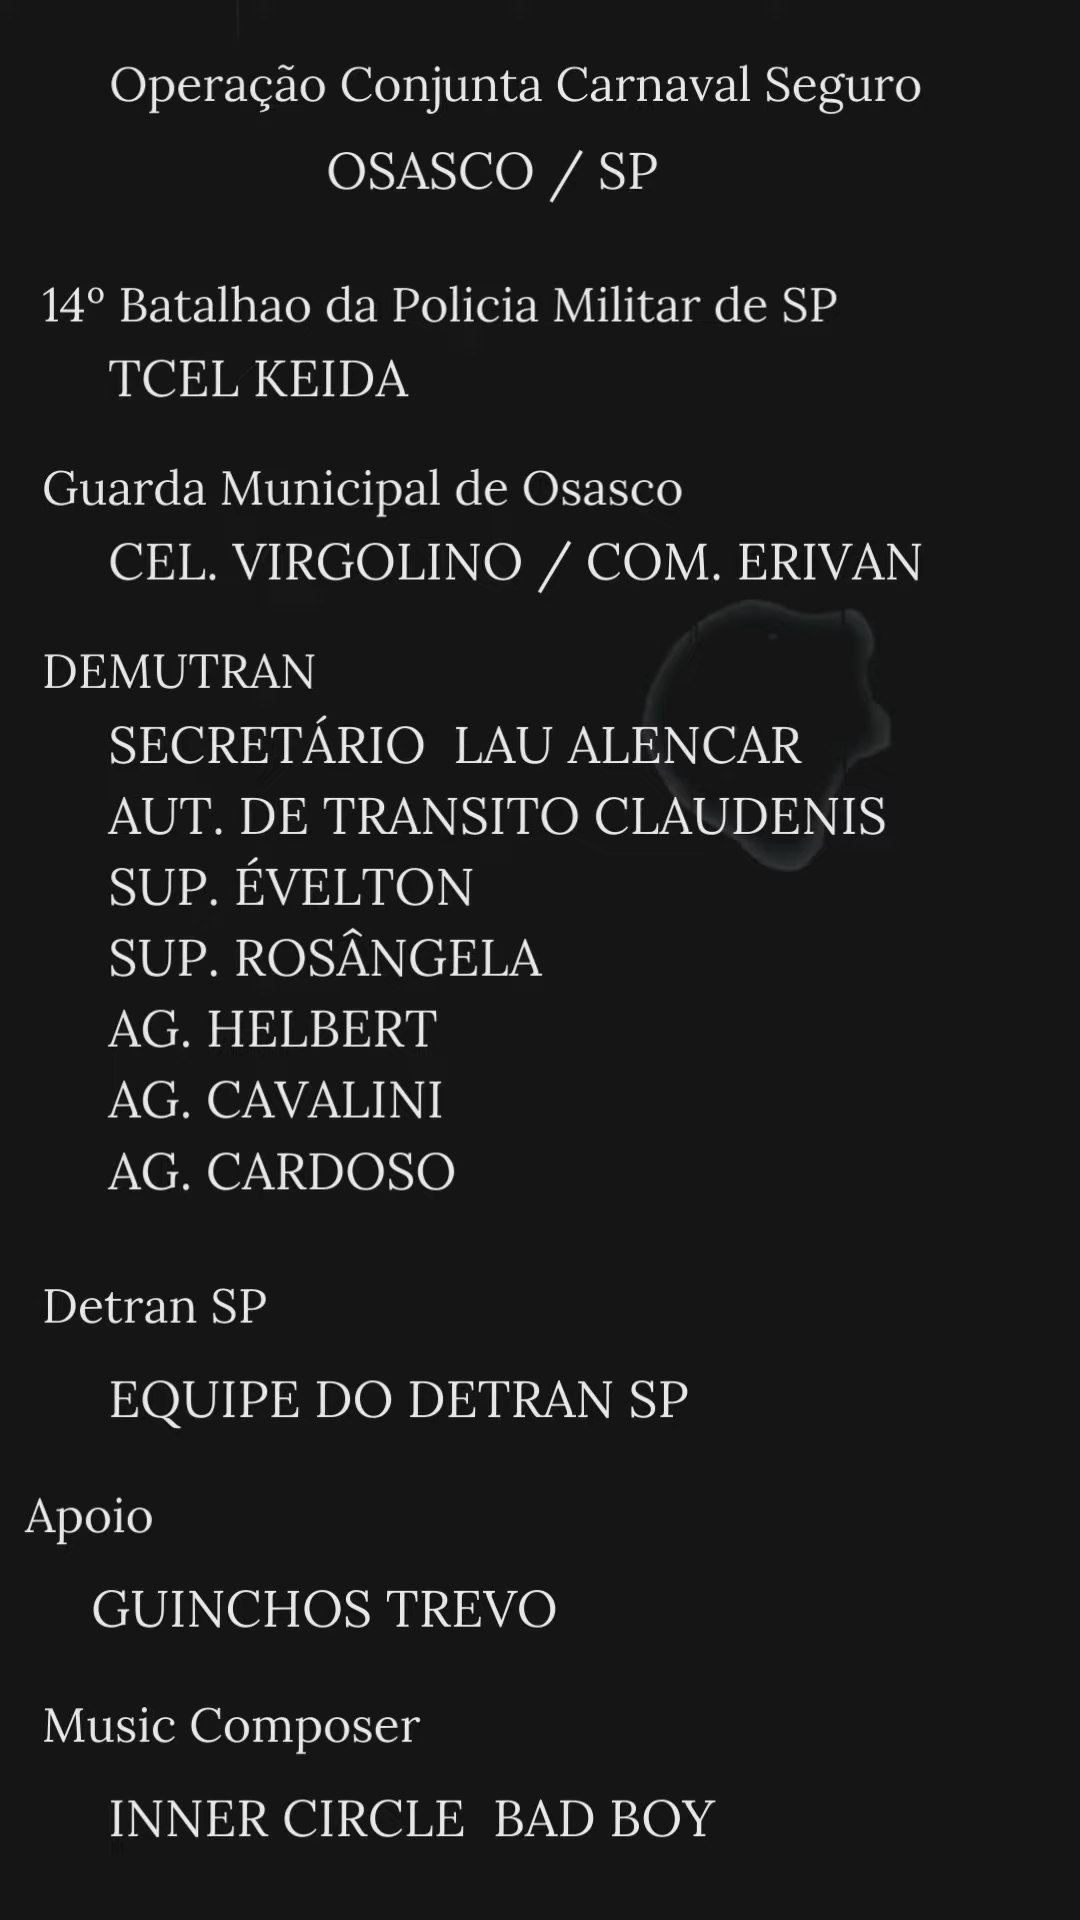 Operação Conjunta Carnaval Seguro
OSASCO / SP
14º Batalhao da Policia Militar de SP
TCEL KEIDA
Guarda Municipal de Osasco
CEL. VIRGOLINO / COM. ERIVAN
DEMUTRAN
SECRETÁRIO  LAU ALENCAR
AUT. DE TRANSITO CLAUDENIS
SUP. ÉVELTON
SUP. ROSÂNGELA
AG. HELBERT
AG. CAVALINI
AG. CARDOSO
Detran SP
EQUIPE DO DETRAN SP
Apoio
GUINCHOS TREVO
Music Composer
INNER CIRCLE  BAD BOY